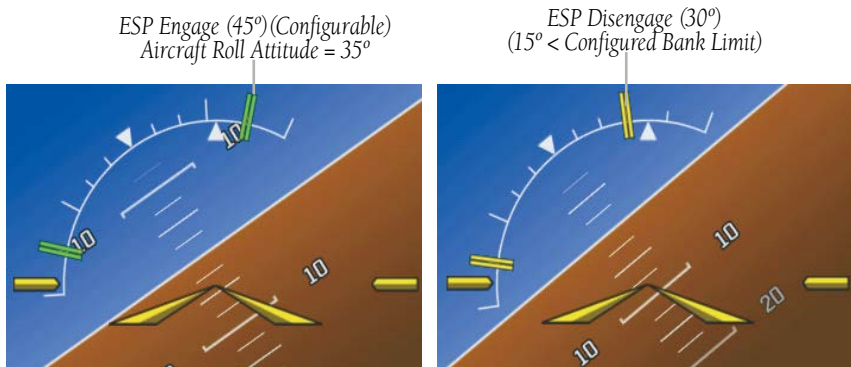 ESP Engage (45º)(Configurable)
Aircraft Roll Attitude = 35º
ESP Disengage (30º)
(15º < Configured Bank Limit)
10
10
10
10
10
20
10